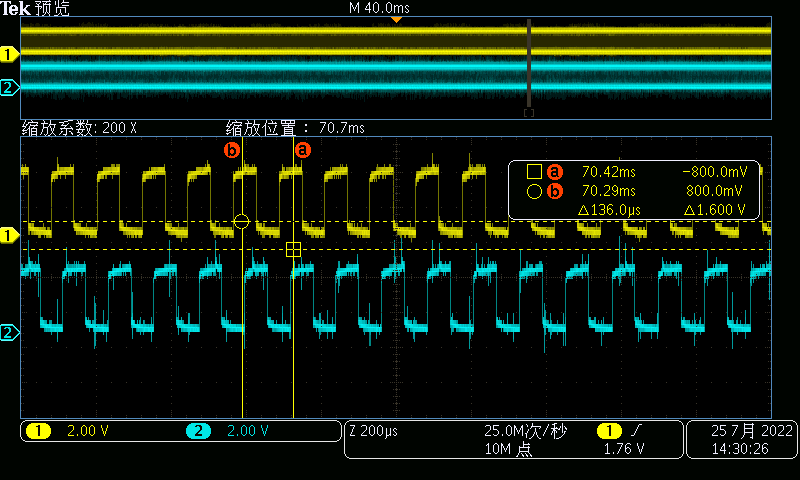 Tek 预览
M 40.0ms
1
2
缩放系数: 200 X
缩放位置： 70.7ms
b
a
a 70.42ms -800.0mV
b 70.29ms 800.0mV
Δ136.0μs Δ1.600 V
1
2
1 2.00 V 2 2.00 V
Z 200μs 25.0M次/秒 1
10M 点 1.76 V
25 7月 2022
14:30:26